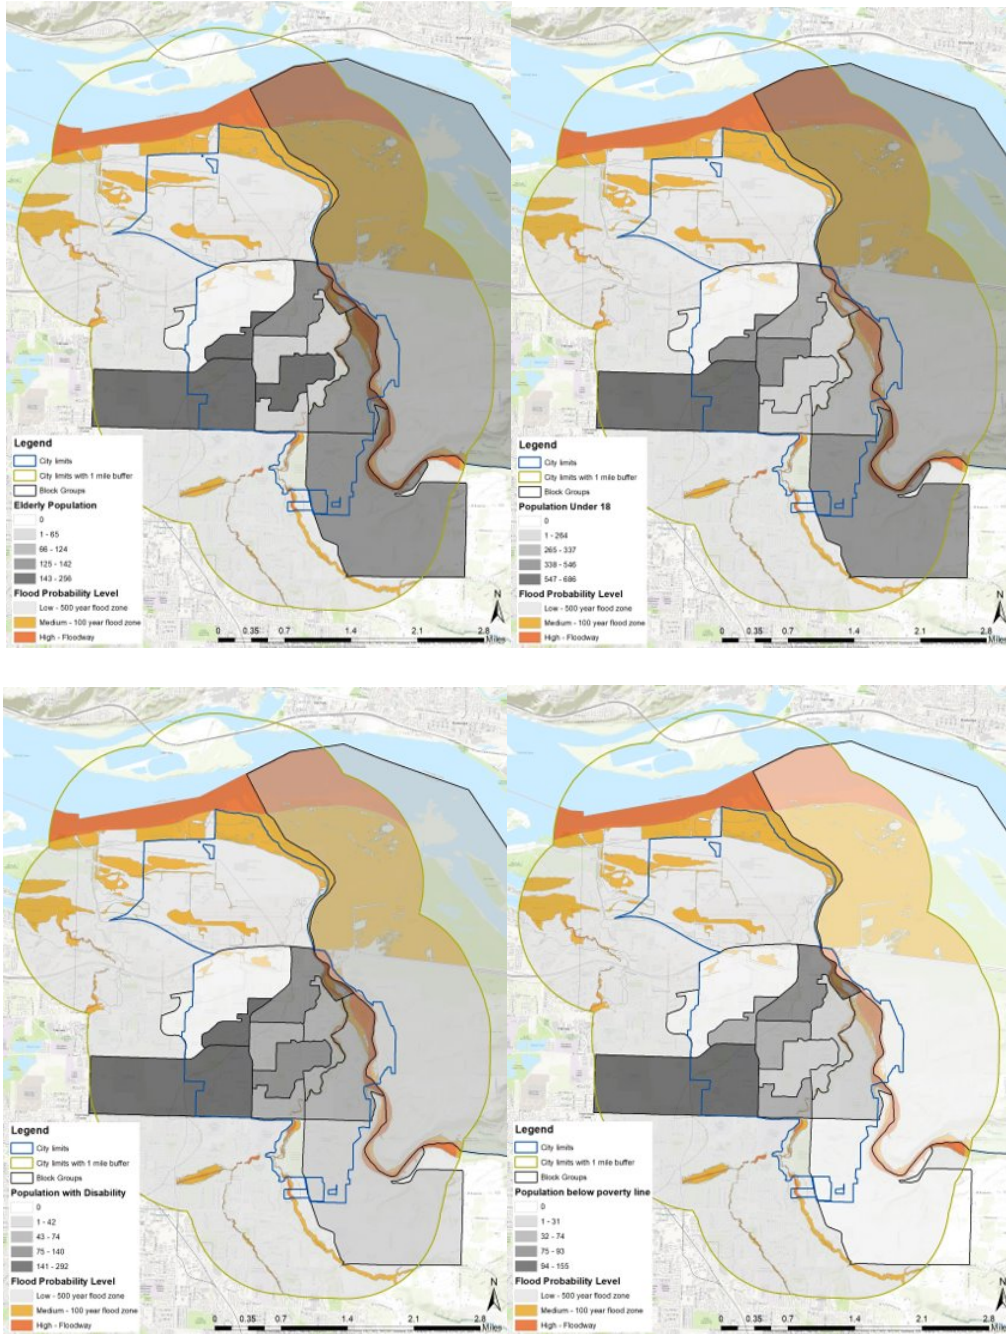 Legend
City limits
City limits with 1 mile buffer
Block Groups
Elderly Population
0
1 - 65
66 - 124
125 - 142
143 - 256
Flood Probability Level
Low - 500 year flood zone
Medium - 100 year flood zone
High - Floodway
N
0 0.35 0.7 1.4 2.1 2.8
Miles
Legend
City limits
City limits with 1 mile buffer
Block Groups
Population Under 18
0
1 - 264
265 - 337
338 - 546
547 - 686
Flood Probability Level
Low - 500 year flood zone
Medium - 100 year flood zone
High - Floodway
N
0 0.35 0.7 1.4 2.1 2.8
Miles
Legend
City limits
City limits with 1 mile buffer
Block Groups
Population with Disability
0
1 - 42
43 - 74
75 - 140
141 - 292
Flood Probability Level
Low - 500 year flood zone
Medium - 100 year flood zone
High - Floodway
N
0 0.35 0.7 1.4 2.1 2.8
Miles
Legend
City limits
City limits with 1 mile buffer
Block Groups
Population below poverty line
0
1 - 31
32 - 74
75 - 93
94 - 155
Flood Probability Level
Low - 500 year flood zone
Medium - 100 year flood zone
High - Floodway
N
0 0.35 0.7 1.4 2.1 2.8
Miles